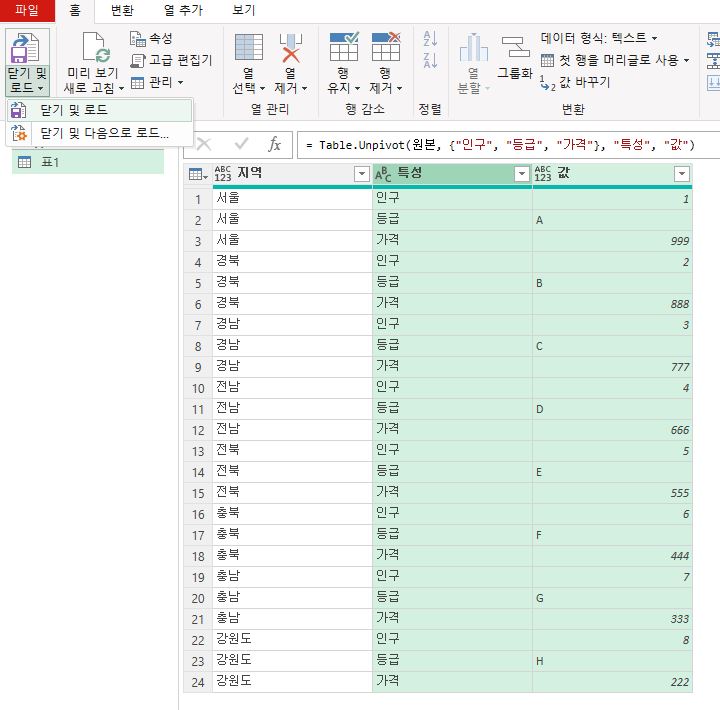 파일 홈 변환 열 추가 보기
닫기 및
로드
미리 보기
새로 고침
속성
고급 편집기
관리
열
선택
열
제거
열 관리
행
유지
행
제거
행 감소
정렬
열
분할
그룹화
데이터 형식: 텍스트
첫 행을 머리글로 사용
값 바꾸기
변환
닫기 및 로드
닫기 및 다음으로 로드...
표1
fx = Table.Unpivot(원본, {"인구", "등급", "가격"}, "특성", "값")
ABC 123 지역 ABC 특성 ABC 123 값
1 서울 인구 1
2 서울 등급 A
3 서울 가격 999
4 경북 인구 2
5 경북 등급 B
6 경북 가격 888
7 경남 인구 3
8 경남 등급 C
9 경남 가격 777
10 전남 인구 4
11 전남 등급 D
12 전남 가격 666
13 전북 인구 5
14 전북 등급 E
15 전북 가격 555
16 충북 인구 6
17 충북 등급 F
18 충북 가격 444
19 충남 인구 7
20 충남 등급 G
21 충남 가격 333
22 강원도 인구 8
23 강원도 등급 H
24 강원도 가격 222